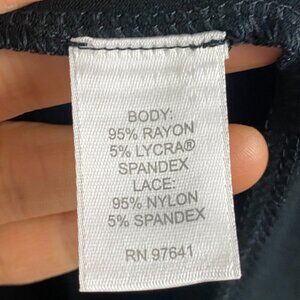 BODY:
95% RAYON
5% LYCRA®
SPANDEX
LACE:
95% NYLON
5% SPANDEX
RN 97641